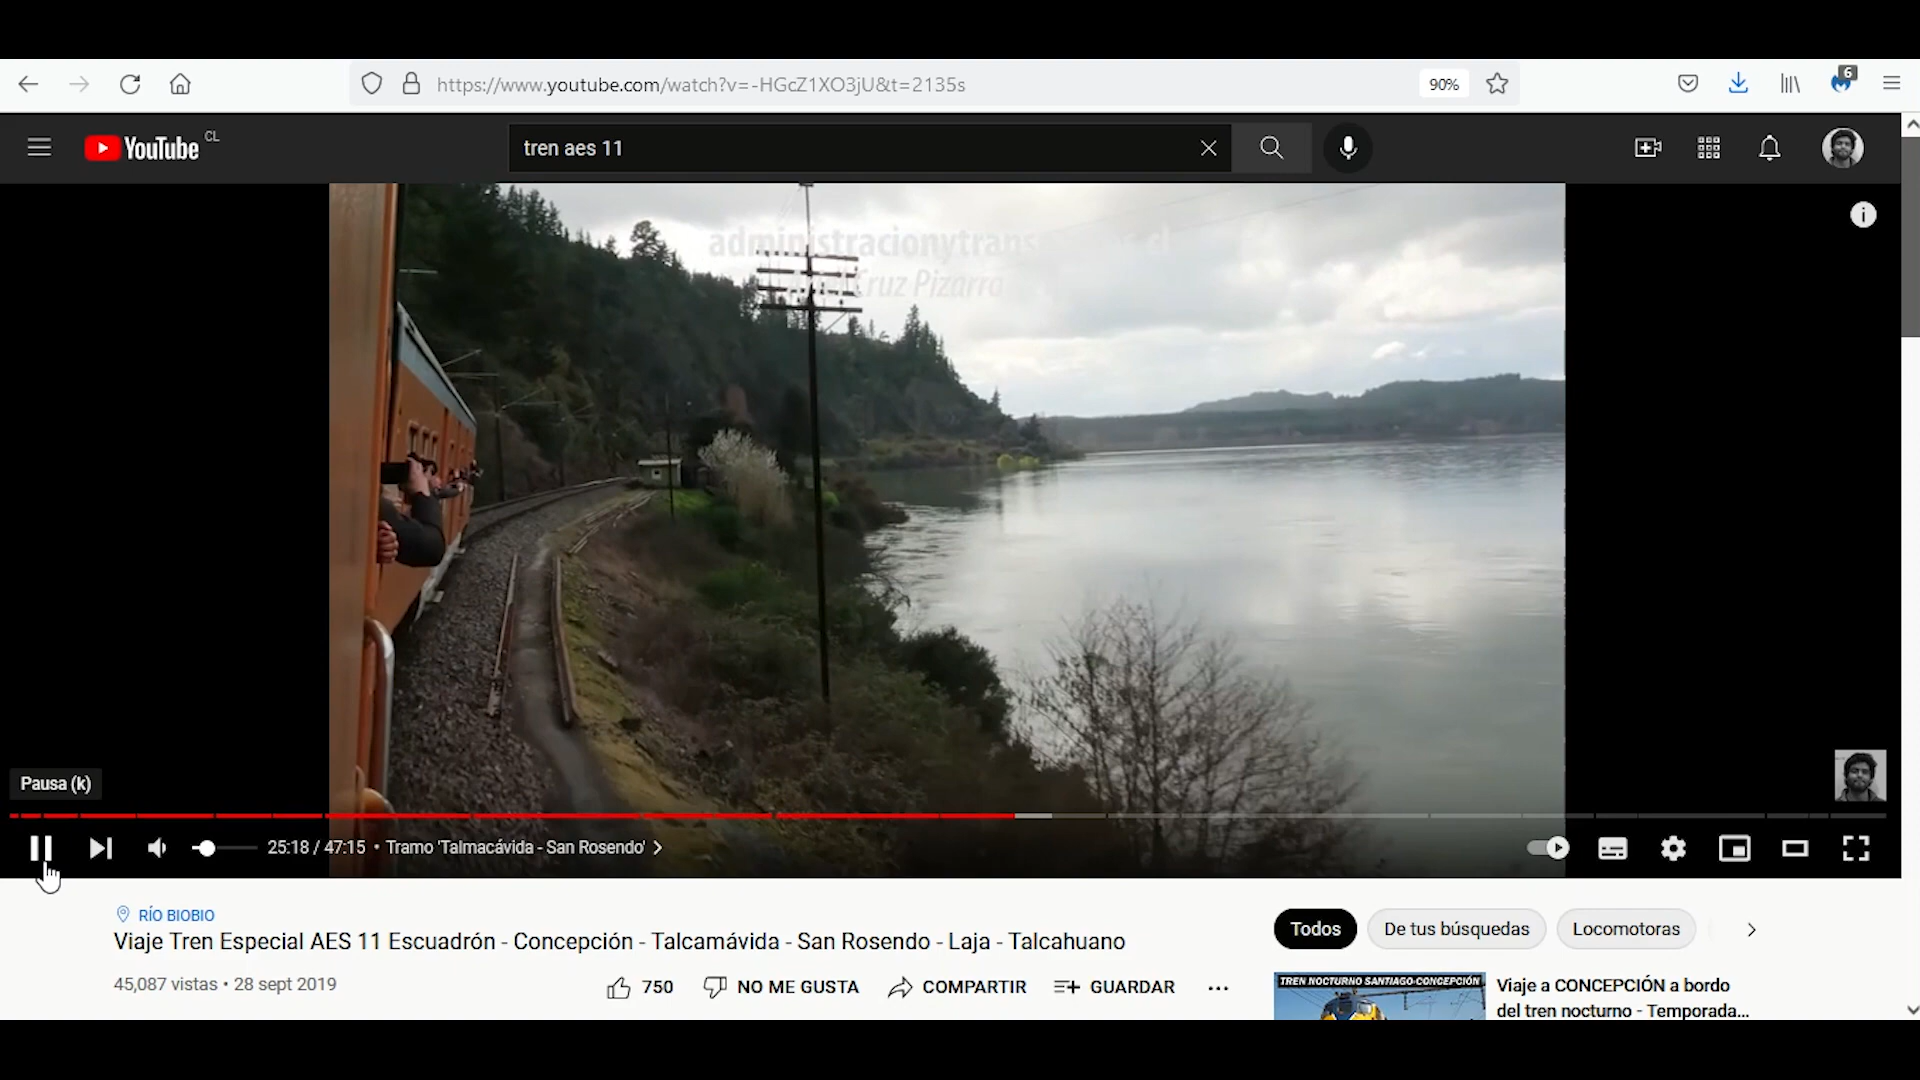 https://www.youtube.com/watch?v=-HGcZ1XO3jU&t=2135s
90%
6
YouTube CL
tren aes 11
Cruz Pizarro
Pausa (k)
25:18 / 47:15 • Tramo 'Talmacávida - San Rosendo'
RÍO BIOBIO
Viaje Tren Especial AES 11 Escuadrón - Concepción - Talcamávida - San Rosendo - Laja - Talcahuano
45,087 vistas • 28 sept 2019
750
NO ME GUSTA
COMPARTIR
GUARDAR
Todos
De tus búsquedas
Locomotoras
TREN NOCTURNO SANTIAGO-CONCEPCIÓN
Viaje a CONCEPCIÓN a bordo
del tren nocturno - Temporada...